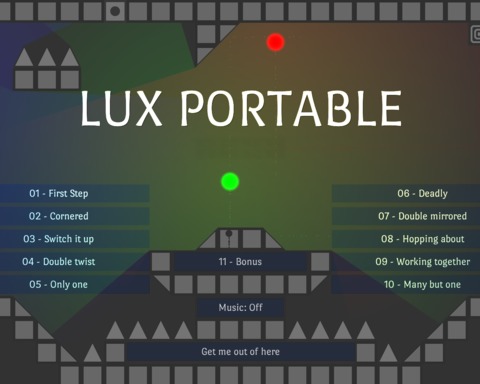 LUX PORTABLE
01 - First Step
02 - Cornered
03 - Switch it up
04 - Double twist
05 - Only one
06 - Deadly
07 - Double mirrored
08 - Hopping about
09 - Working together
10 - Many but one
11 - Bonus
Music: Off
Get me out of here